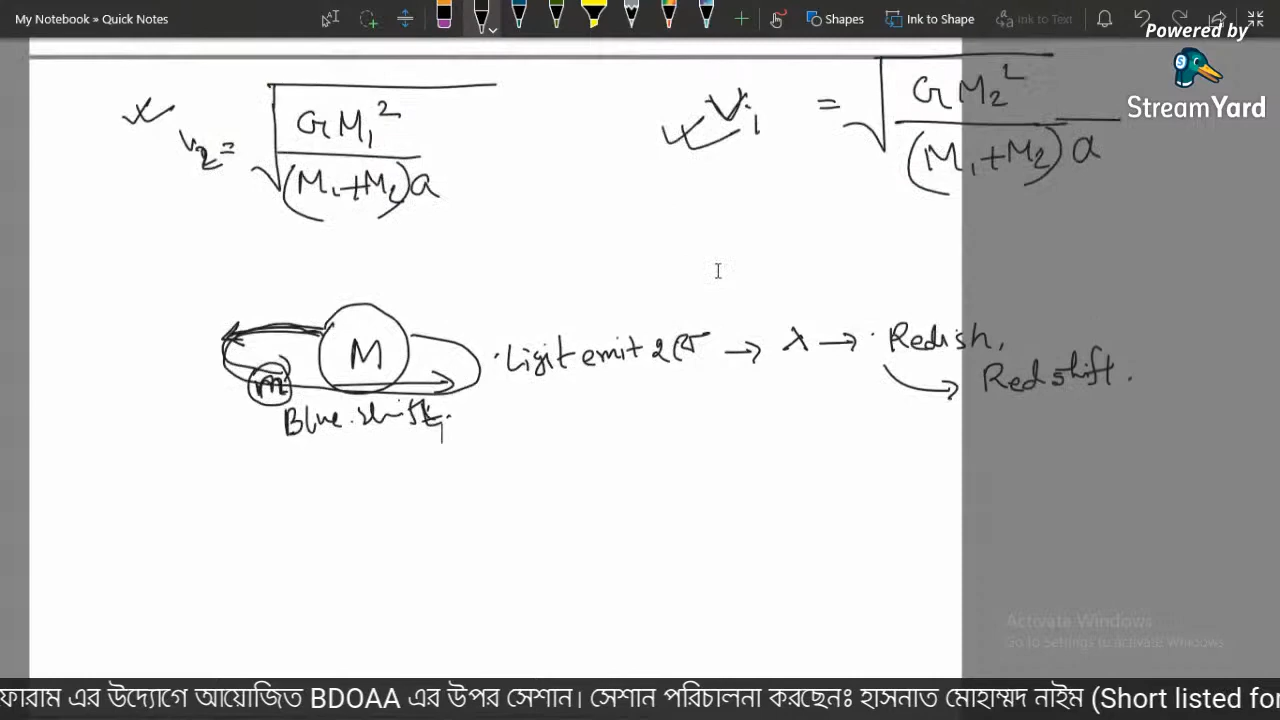 My Notebook » Quick Notes
Shapes
Ink to Shape
Ink to Text
Powered by
StreamYard
V2 = √(GM1² / (M1+M2)a)
V1 = √(GM2² / (M1+M2)a)
M
m
Blue shift
Ligit emit → λ → Redish,
Redshift.
Activate Windows
Go to Settings to activate Windows
ফোরাম এর উদ্যোগে আয়োজিত BDOAA এর উপর সেশান। সেশান পরিচালনা করছেনঃ হাসনাত মোহাম্মদ নাইম (Short listed for